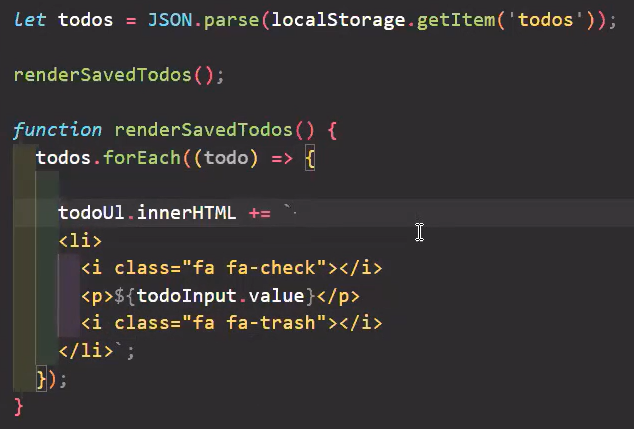 let todos = JSON.parse(localStorage.getItem('todos'));
renderSavedTodos();
function renderSavedTodos() {
todos.forEach((todo) => {
todoUl.innerHTML += `
<li>
<i class="fa fa-check"></i>
<p>${todoInput.value}</p>
<i class="fa fa-trash"></i>
</li>`;
});
}